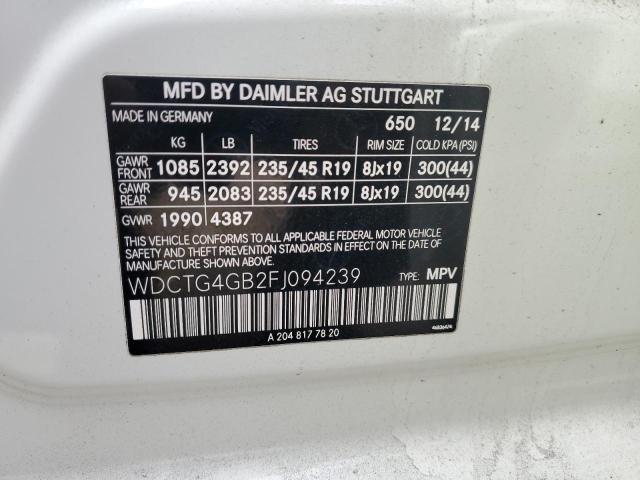 MFD BY DAIMLER AG STUTTGART
MADE IN GERMANY 650 12/14
KG LB TIRES RIM SIZE COLD KPA (PSI)
GAWR FRONT 1085 2392 235/45 R19 8Jx19 300(44)
GAWR REAR 945 2083 235/45 R19 8Jx19 300(44)
GVWR 1990 4387
THIS VEHICLE CONFORMS TO ALL APPLICABLE FEDERAL MOTOR VEHICLE
SAFETY AND THEFT PREVENTION STANDARDS IN EFFECT ON THE DATE
OF MANUFACTURE SHOWN ABOVE.
WDCTG4GB2FJ094239 TYPE: MPV
A 204 817 78 20